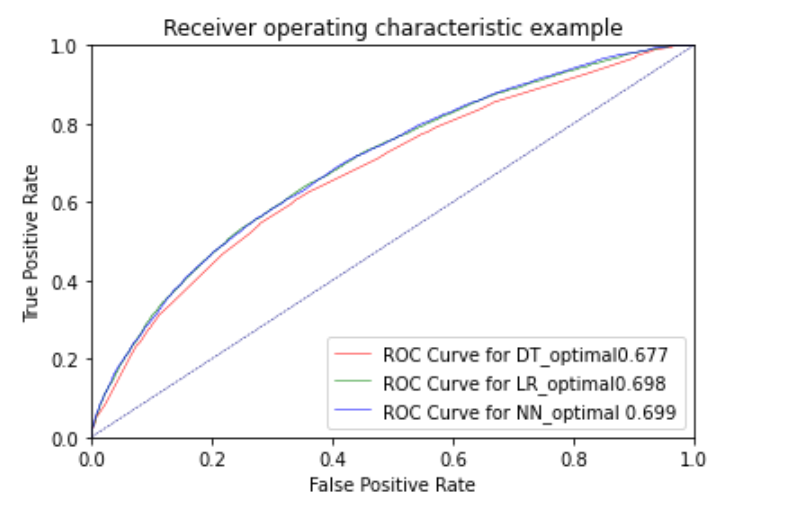 Receiver operating characteristic example
1.0
0.8
0.6
0.4
0.2
0.0
True Positive Rate
ROC Curve for DT_optimal0.677
ROC Curve for LR_optimal0.698
ROC Curve for NN_optimal 0.699
0.0 0.2 0.4 0.6 0.8 1.0
False Positive Rate